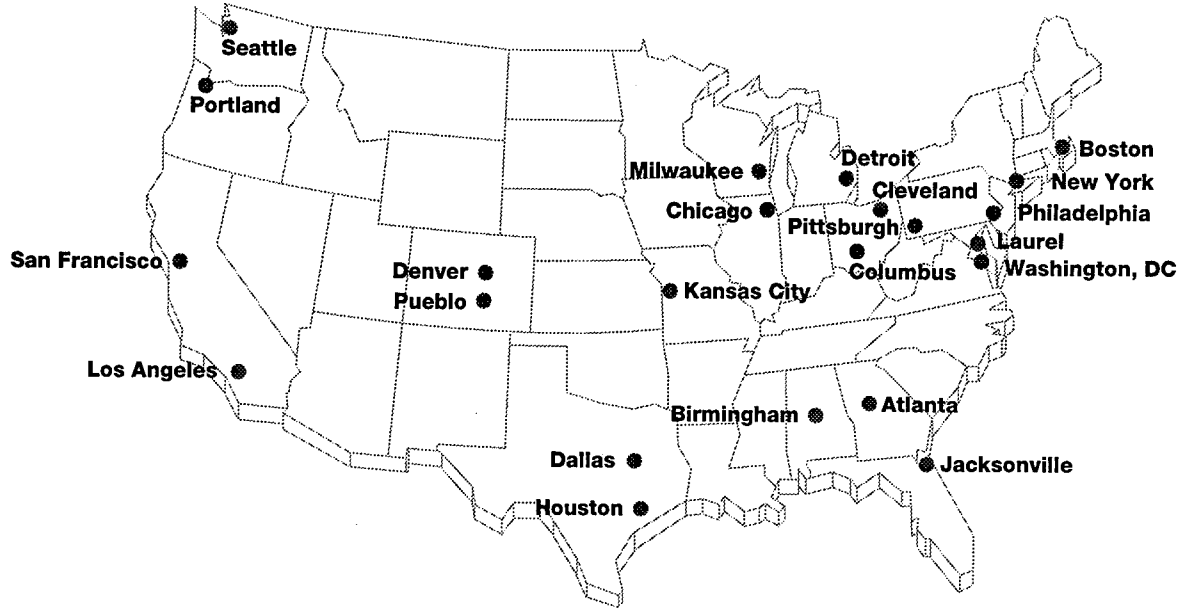 Seattle
Portland
Boston
Milwaukee
Detroit
New York
Cleveland
Chicago
Philadelphia
Pittsburgh
Laurel
San Francisco
Denver
Columbus
Washington, DC
Pueblo
Kansas City
Los Angeles
Birmingham
Atlanta
Dallas
Jacksonville
Houston